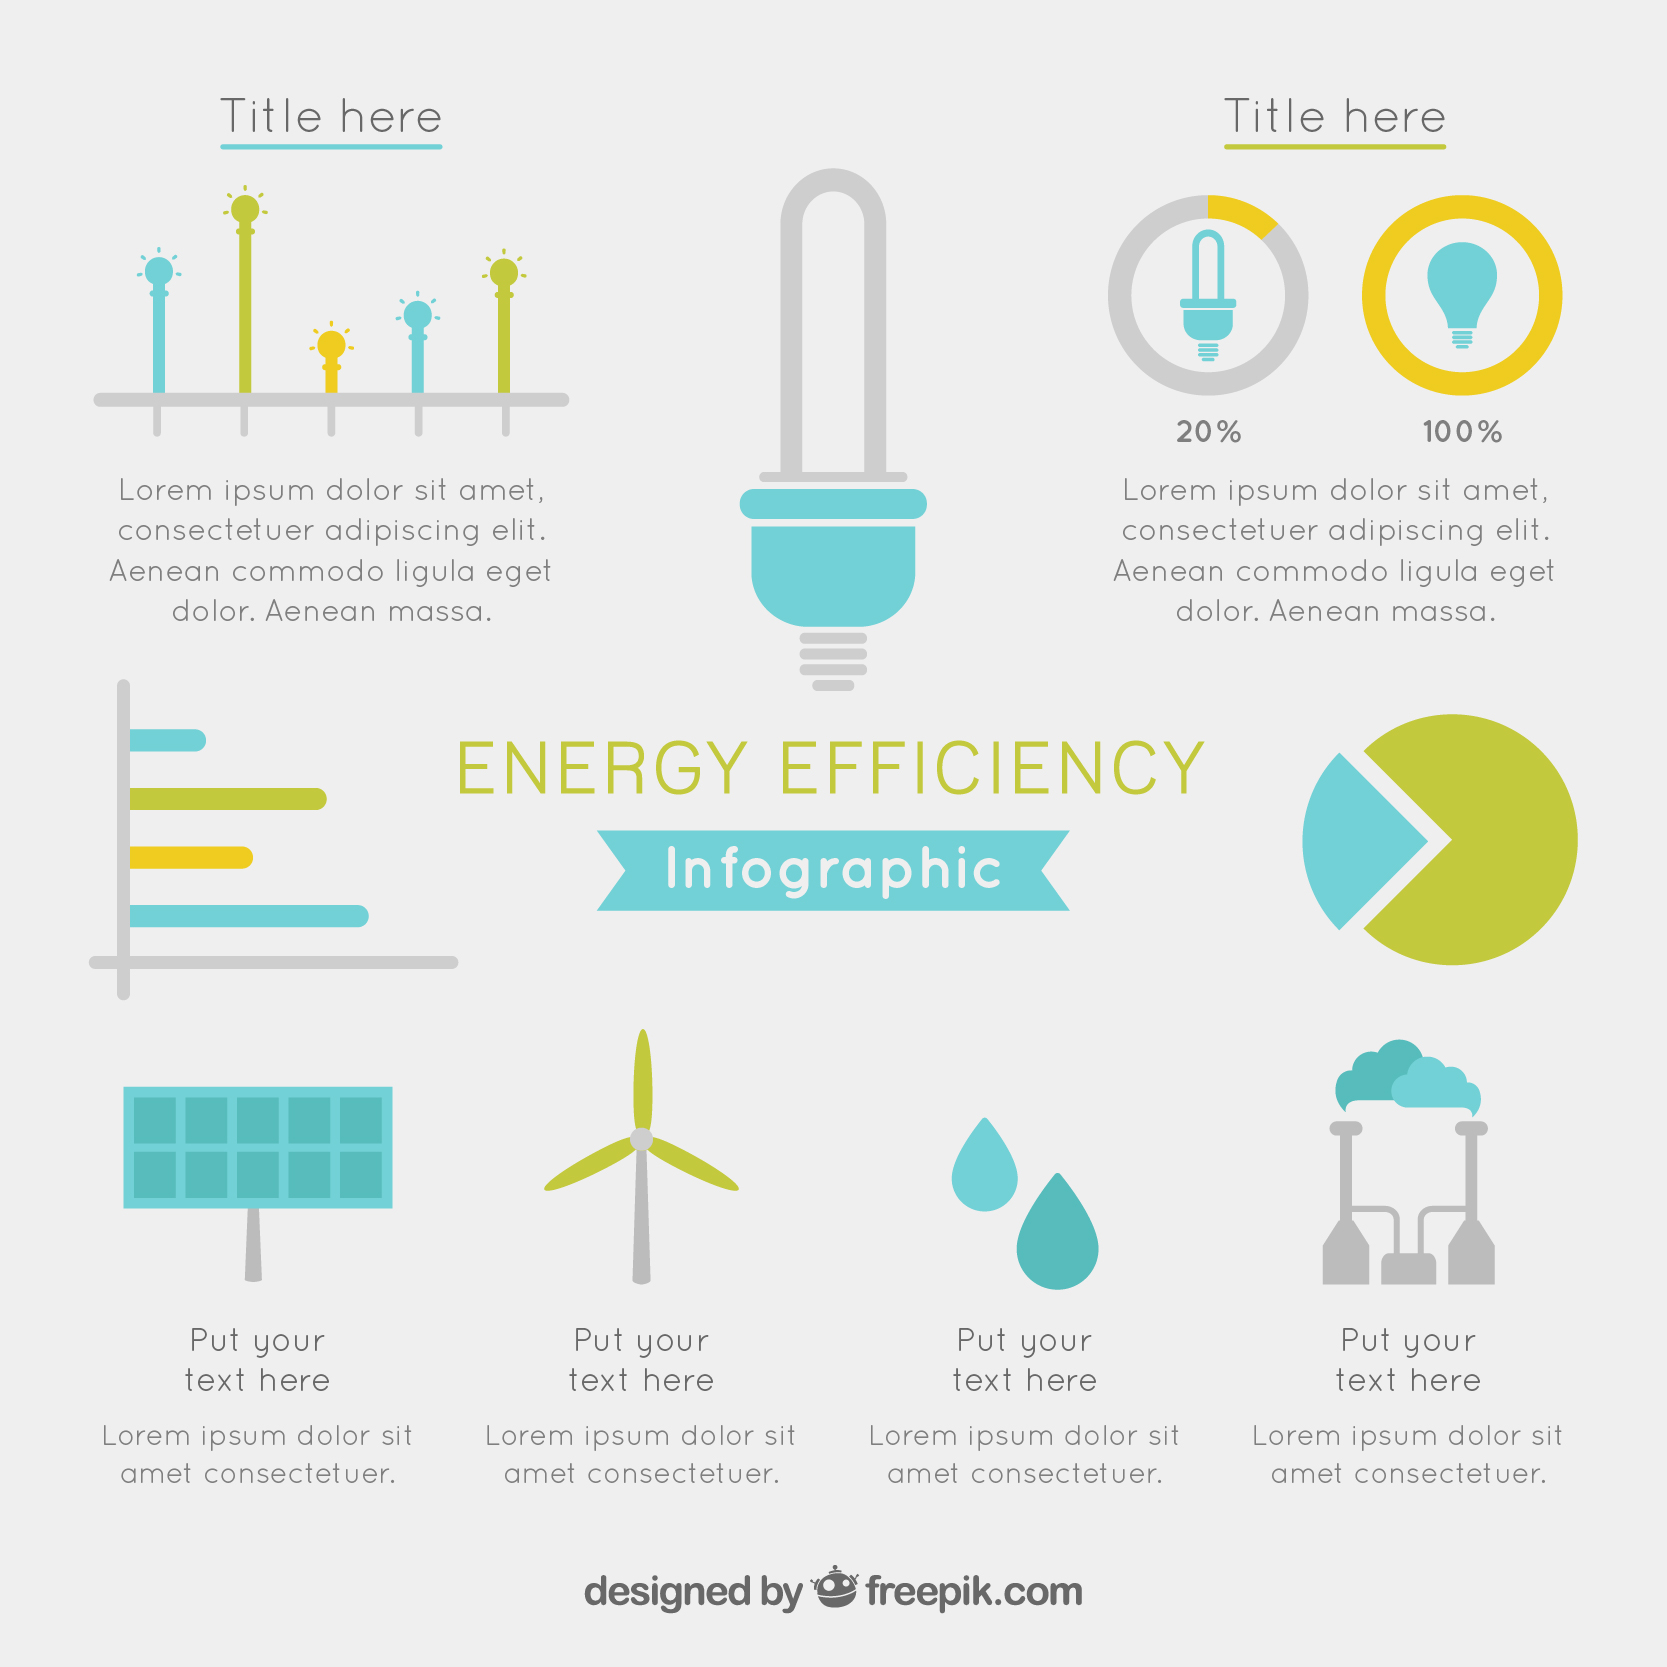 Title here
Lorem ipsum dolor sit amet,
consectetuer adipiscing elit.
Aenean commodo ligula eget
dolor. Aenean massa.
Title here
20%
100%
Lorem ipsum dolor sit amet,
consectetuer adipiscing elit.
Aenean commodo ligula eget
dolor. Aenean massa.
ENERGY EFFICIENCY
Infographic
Put your
text here
Lorem ipsum dolor sit
amet consectetuer.
Put your
text here
Lorem ipsum dolor sit
amet consectetuer.
Put your
text here
Lorem ipsum dolor sit
amet consectetuer.
Put your
text here
Lorem ipsum dolor sit
amet consectetuer.
designed by freepik.com